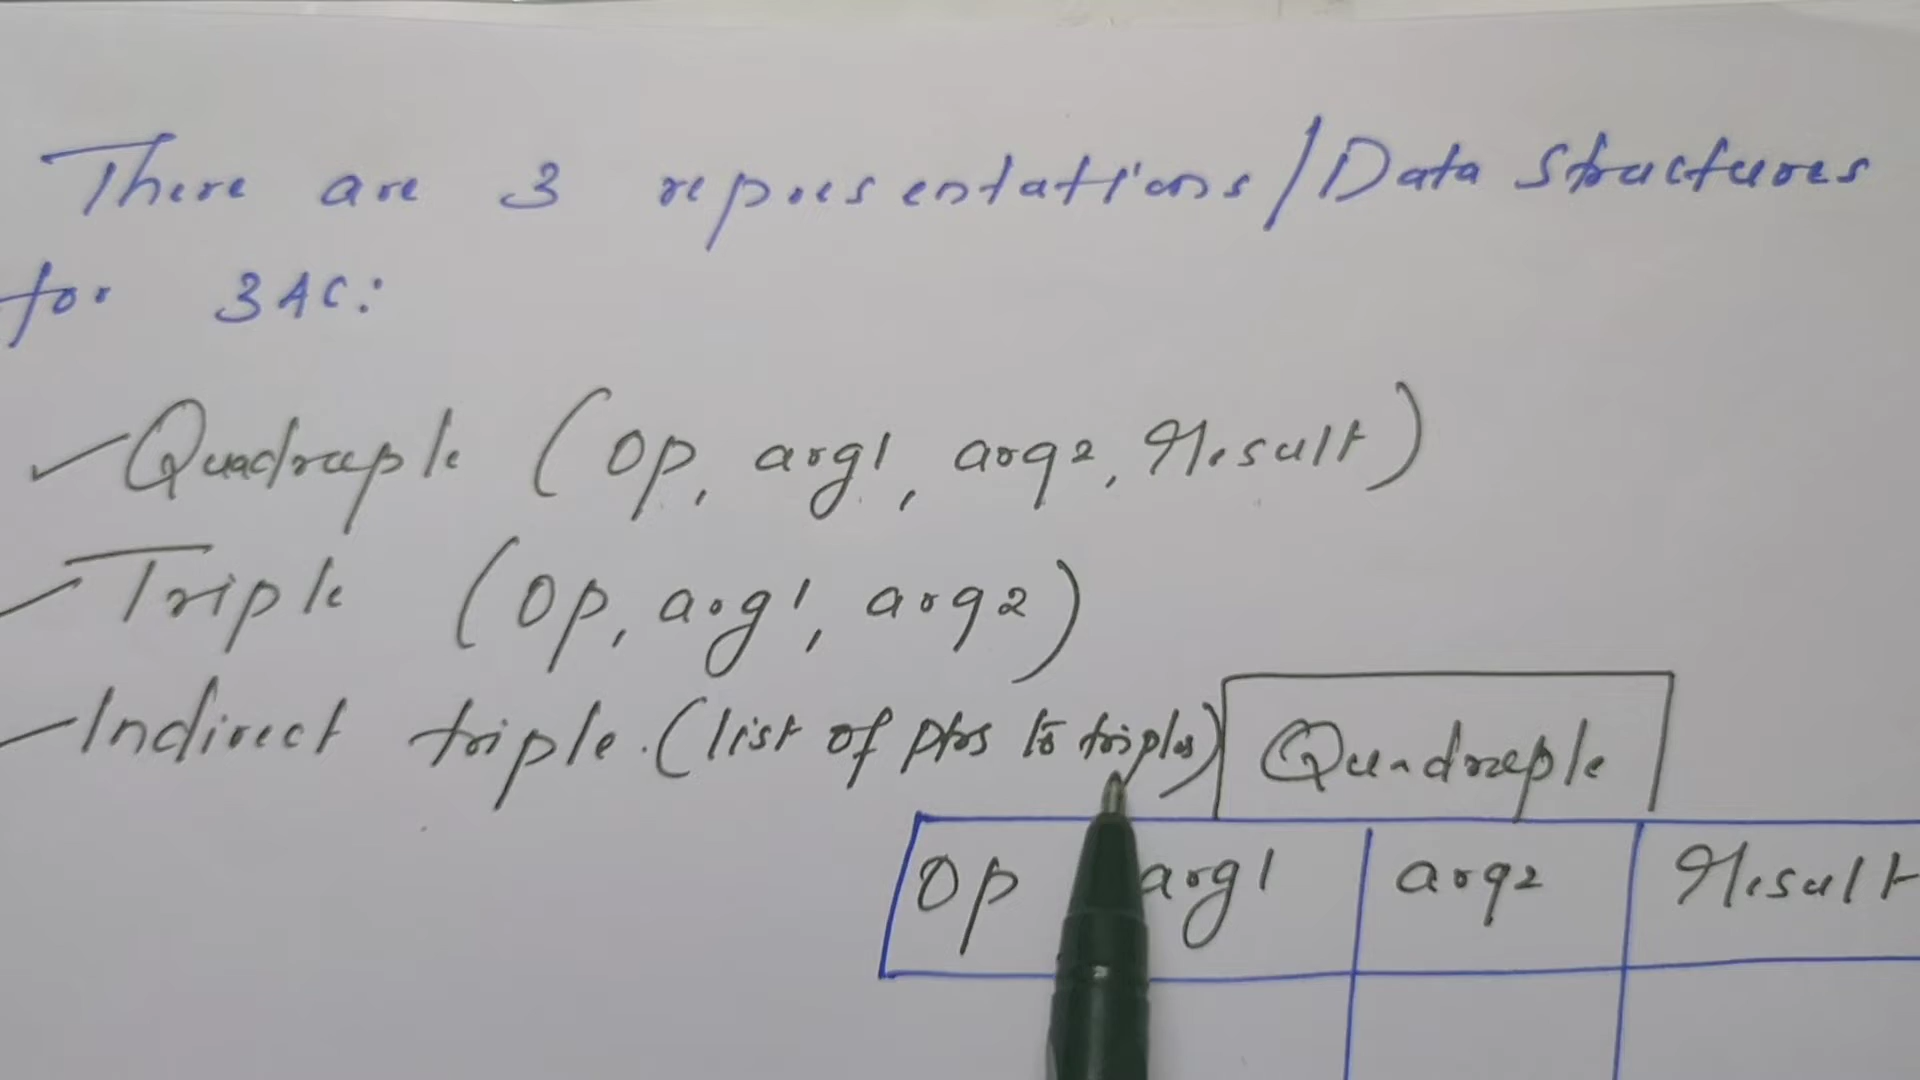 There are 3 representations/Data Structures
for 3AC:
Quadruple (Op, arg1, arg2, Result)
Triple (Op, arg1, arg2)
Indirect triple. (list of ptrs to triples)
Quadruple
Op arg1 arg2 Result